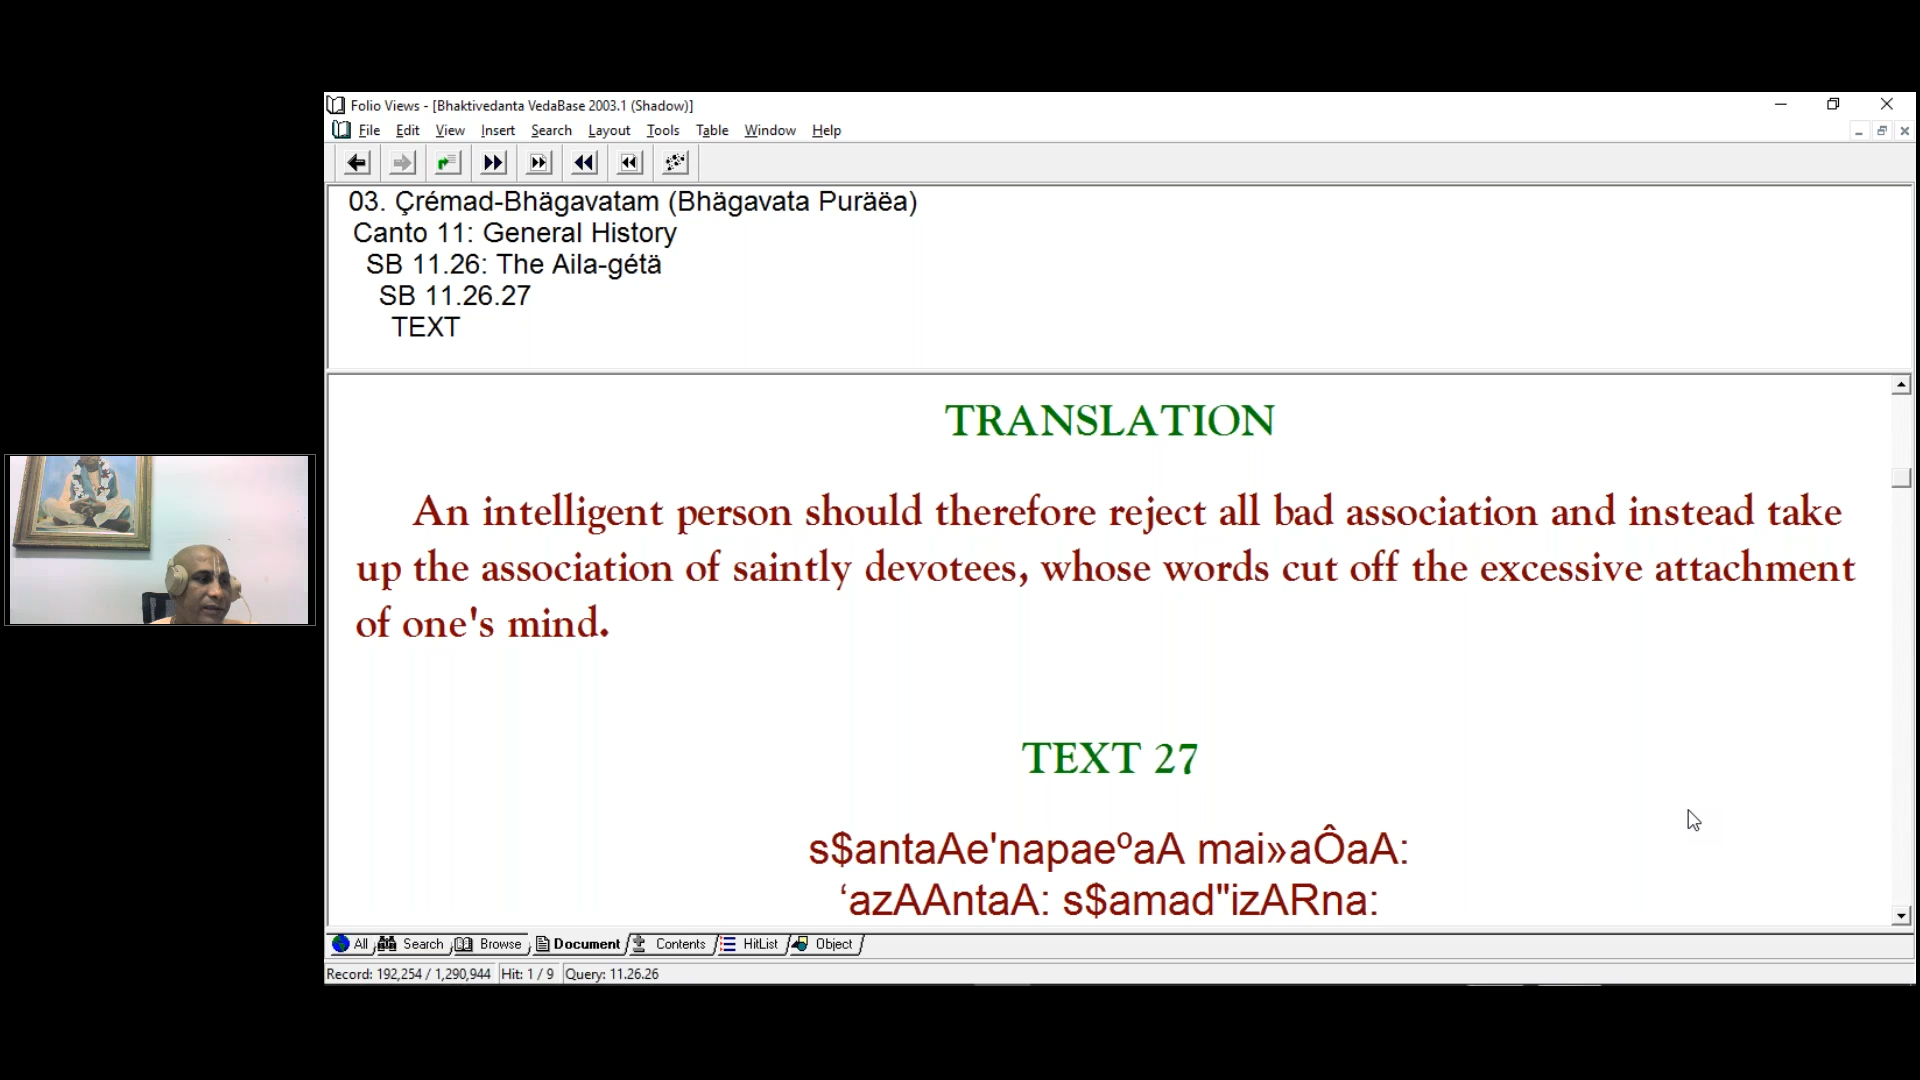 Folio Views - [Bhaktivedanta VedaBase 2003.1 (Shadow)]
File Edit View Insert Search Layout Tools Table Window Help
03. Çrémad-Bhägavatam (Bhägavata Puräëa)
Canto 11: General History
SB 11.26: The Aila-gétä
SB 11.26.27
TEXT
TRANSLATION
An intelligent person should therefore reject all bad association and instead take
up the association of saintly devotees, whose words cut off the excessive attachment
of one's mind.
TEXT 27
s$antaAe'napaeºaA mai»aÔaA:
‘azAAntaA: s$amad"izARna:
All Search Browse Document Contents HitList Object
Record: 192,254 / 1,290,944 Hit: 1 / 9 Query: 11.26.26